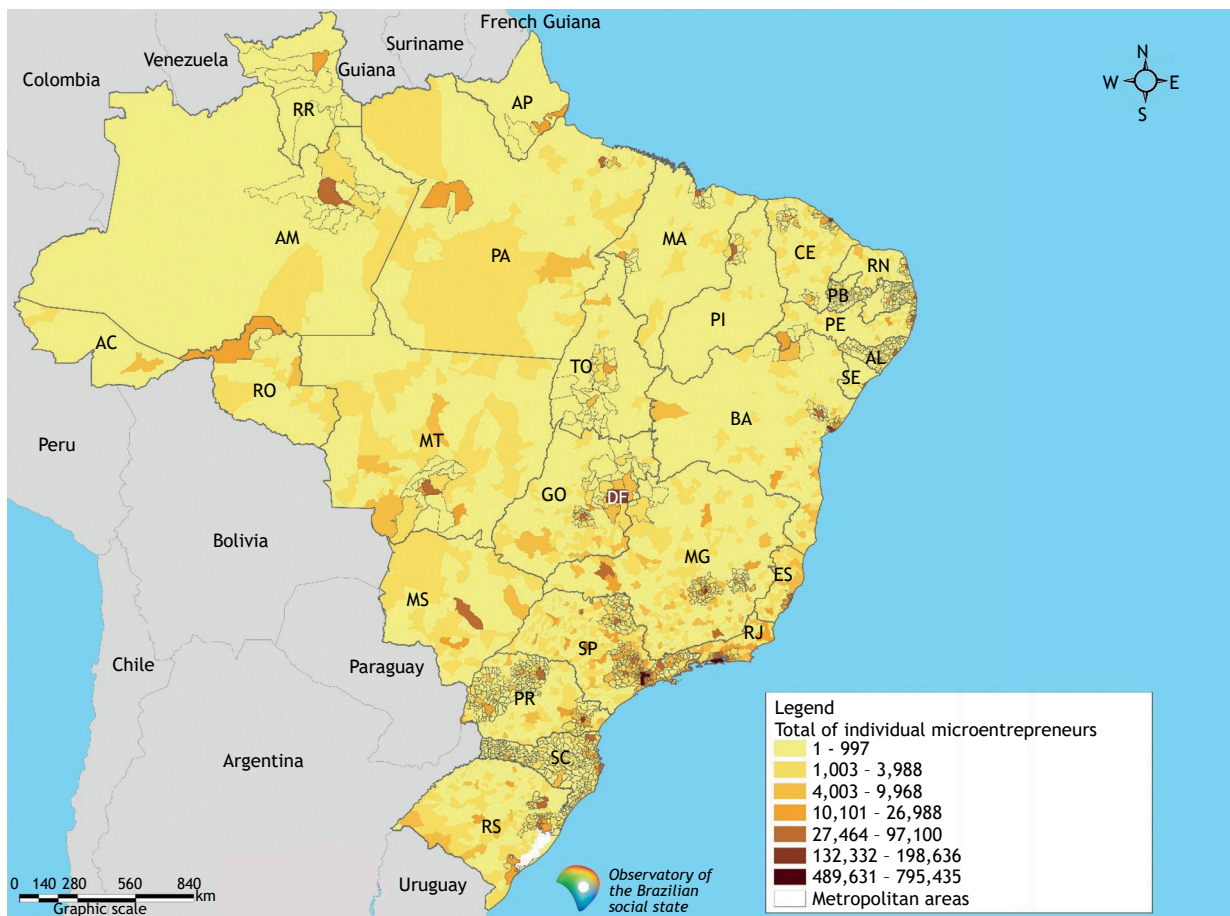 French Guiana
Suriname
Venezuela
Guiana
Colombia
N
W E
S
RR
AP
AM
PA
MA
CE
RN
PB
PI
PE
AC
AL
TO
SE
RO
BA
MT
Peru
GO
DF
Bolivia
MG
ES
MS
RJ
SP
Chile
Paraguay
PR
SC
Argentina
RS
Uruguay
Legend
Total of individual microentrepreneurs
1 - 997
1,003 - 3,988
4,003 - 9,968
10,101 - 26,988
27,464 - 97,100
132,332 - 198,636
489,631 - 795,435
Metropolitan areas
0 140 280 560 840
km
Graphic scale
Observatory of
the Brazilian
social state